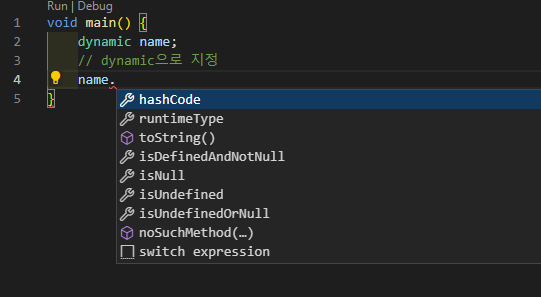 Run | Debug
1 void main() {
2 dynamic name;
3 // dynamic으로 지정
4 name.
5 }
hashCode
runtimeType
toString()
isDefinedAndNotNull
isNull
isUndefined
isUndefinedOrNull
noSuchMethod(…)
switch expression